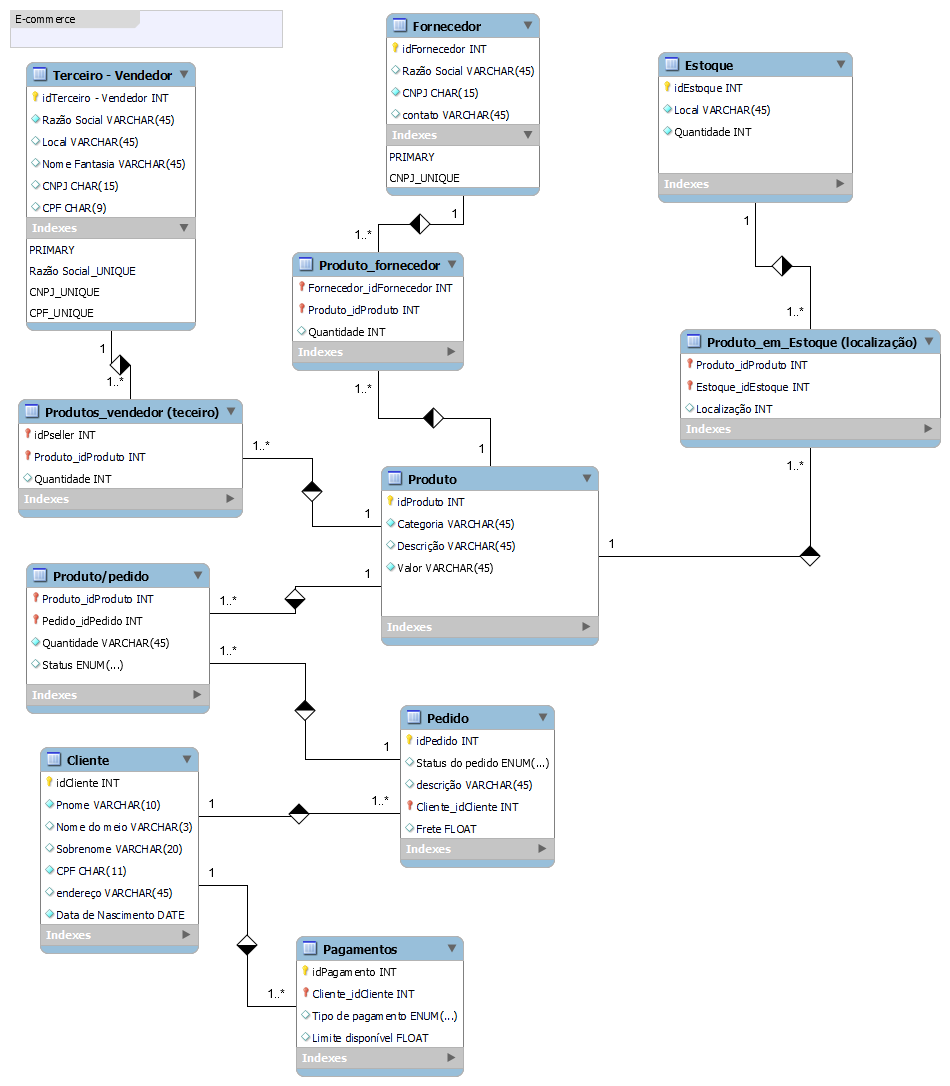 E-commerce
Fornecedor
idFornecedor INT
Razão Social VARCHAR(45)
CNPJ CHAR(15)
contato VARCHAR(45)
Indexes
PRIMARY
CNPJ_UNIQUE
Estoque
idEstoque INT
Local VARCHAR(45)
Quantidade INT
Indexes
Terceiro - Vendedor
idTerceiro - Vendedor INT
Razão Social VARCHAR(45)
Local VARCHAR(45)
Nome Fantasia VARCHAR(45)
CNPJ CHAR(15)
CPF CHAR(9)
Indexes
PRIMARY
Razão Social_UNIQUE
CNPJ_UNIQUE
CPF_UNIQUE
1
1..*
1
1..*
1
1..*
Produto_fornecedor
Fornecedor_idFornecedor INT
Produto_idProduto INT
Quantidade INT
Indexes
1..*
1
Produto_em_Estoque (localização)
Produto_idProduto INT
Estoque_idEstoque INT
Localização INT
Indexes
1..*
1
Produtos_vendedor (teceiro)
idPseller INT
Produto_idProduto INT
Quantidade INT
Indexes
1..*
1
Produto
idProduto INT
Categoria VARCHAR(45)
Descrição VARCHAR(45)
Valor VARCHAR(45)
Indexes
Produto/pedido
Produto_idProduto INT
Pedido_idPedido INT
Quantidade VARCHAR(45)
Status ENUM(...)
Indexes
1
1..*
1..*
1
Pedido
idPedido INT
Status do pedido ENUM(...)
descrição VARCHAR(45)
Cliente_idCliente INT
Frete FLOAT
Indexes
Cliente
idCliente INT
Pnome VARCHAR(10)
Nome do meio VARCHAR(3)
Sobrenome VARCHAR(20)
CPF CHAR(11)
endereço VARCHAR(45)
Data de Nascimento DATE
Indexes
1
1..*
1
1..*
Pagamentos
idPagamento INT
Cliente_idCliente INT
Tipo de pagamento ENUM(...)
Limite disponível FLOAT
Indexes